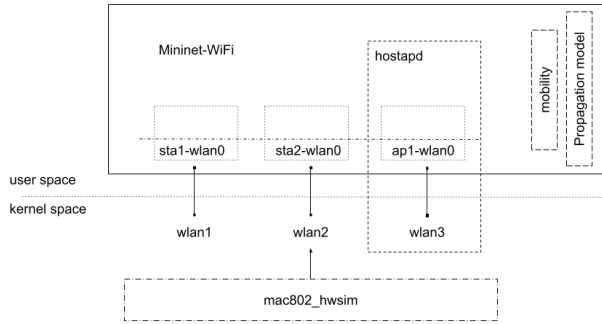 Mininet-WiFi
hostapd
mobility
Propagation model
sta1-wlan0
sta2-wlan0
ap1-wlan0
user space
kernel space
wlan1
wlan2
wlan3
mac802_hwsim